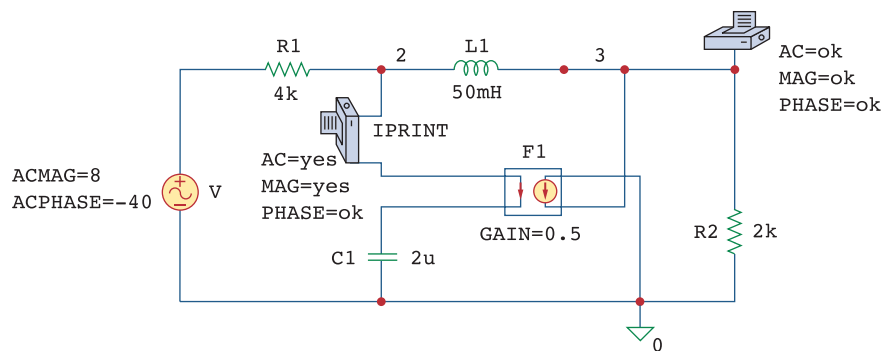 R1
4k
2
L1
50mH
3
AC=ok
MAG=ok
PHASE=ok
IPRINT
AC=yes
MAG=yes
PHASE=ok
F1
GAIN=0.5
ACMAG=8
ACPHASE=-40
V
C1
2u
R2
2k
0